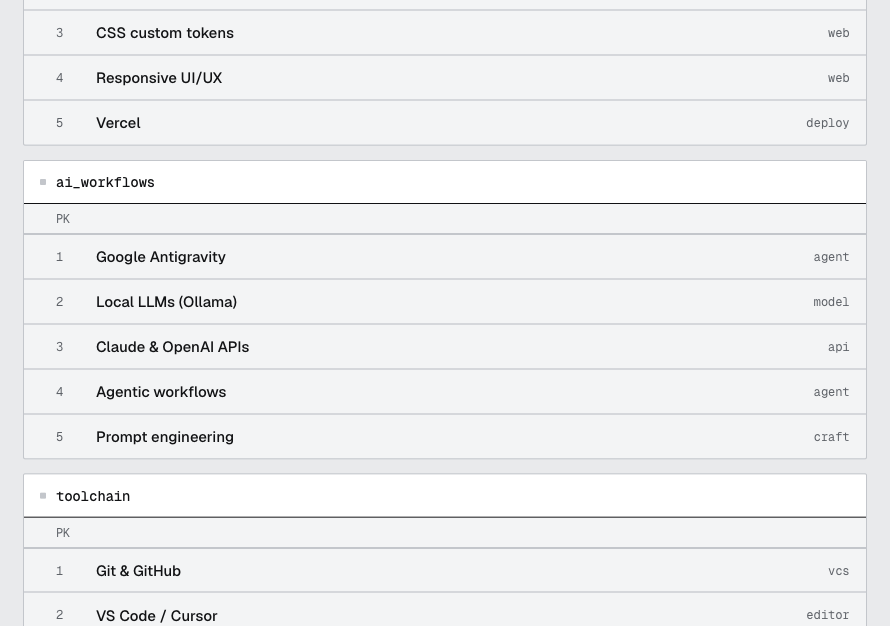 3 CSS custom tokens web
4 Responsive UI/UX web
5 Vercel deploy
ai_workflows
PK
1 Google Antigravity agent
2 Local LLMs (Ollama) model
3 Claude & OpenAI APIs api
4 Agentic workflows agent
5 Prompt engineering craft
toolchain
PK
1 Git & GitHub vcs
2 VS Code / Cursor editor